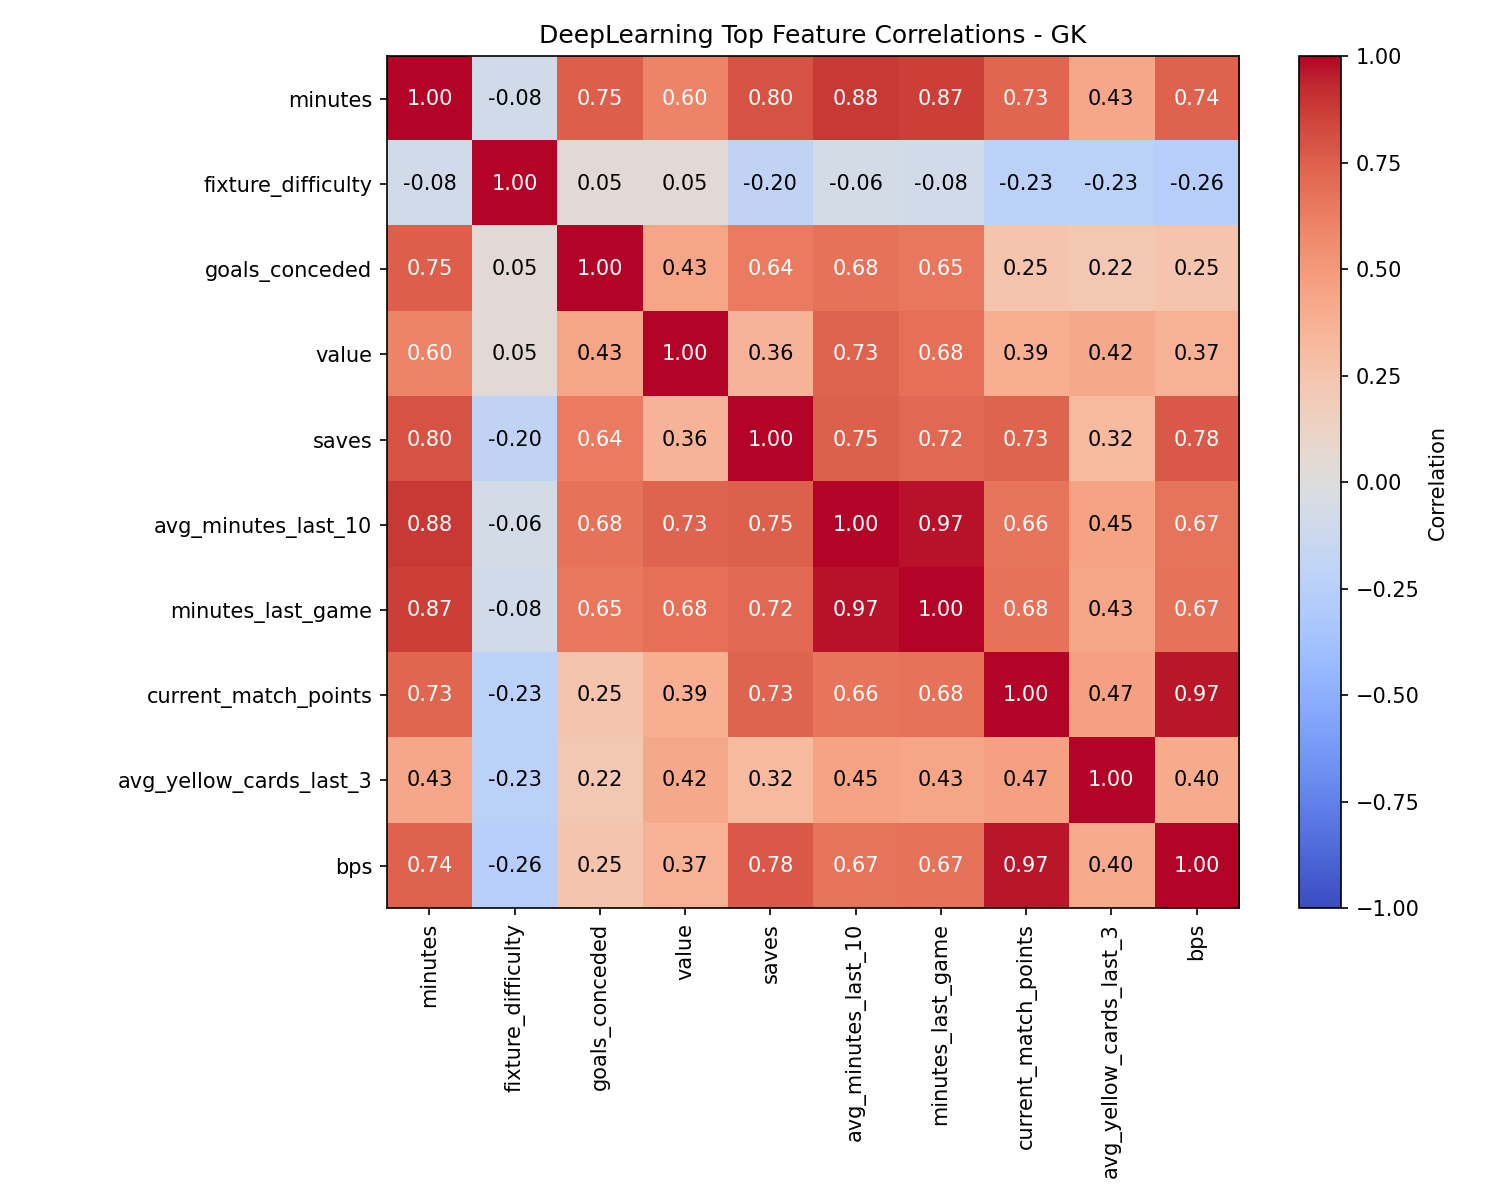 DeepLearning Top Feature Correlations - GK
minutes 1.00 -0.08 0.75 0.60 0.80 0.88 0.87 0.73 0.43 0.74
fixture_difficulty -0.08 1.00 0.05 0.05 -0.20 -0.06 -0.08 -0.23 -0.23 -0.26
goals_conceded 0.75 0.05 1.00 0.43 0.64 0.68 0.65 0.25 0.22 0.25
value 0.60 0.05 0.43 1.00 0.36 0.73 0.68 0.39 0.42 0.37
saves 0.80 -0.20 0.64 0.36 1.00 0.75 0.72 0.73 0.32 0.78
avg_minutes_last_10 0.88 -0.06 0.68 0.73 0.75 1.00 0.97 0.66 0.45 0.67
minutes_last_game 0.87 -0.08 0.65 0.68 0.72 0.97 1.00 0.68 0.43 0.67
current_match_points 0.73 -0.23 0.25 0.39 0.73 0.66 0.68 1.00 0.47 0.97
avg_yellow_cards_last_3 0.43 -0.23 0.22 0.42 0.32 0.45 0.43 0.47 1.00 0.40
bps 0.74 -0.26 0.25 0.37 0.78 0.67 0.67 0.97 0.40 1.00
minutes
fixture_difficulty
goals_conceded
value
saves
avg_minutes_last_10
minutes_last_game
current_match_points
avg_yellow_cards_last_3
bps
1.00
0.75
0.50
0.25
0.00
−0.25
−0.50
−0.75
−1.00
Correlation